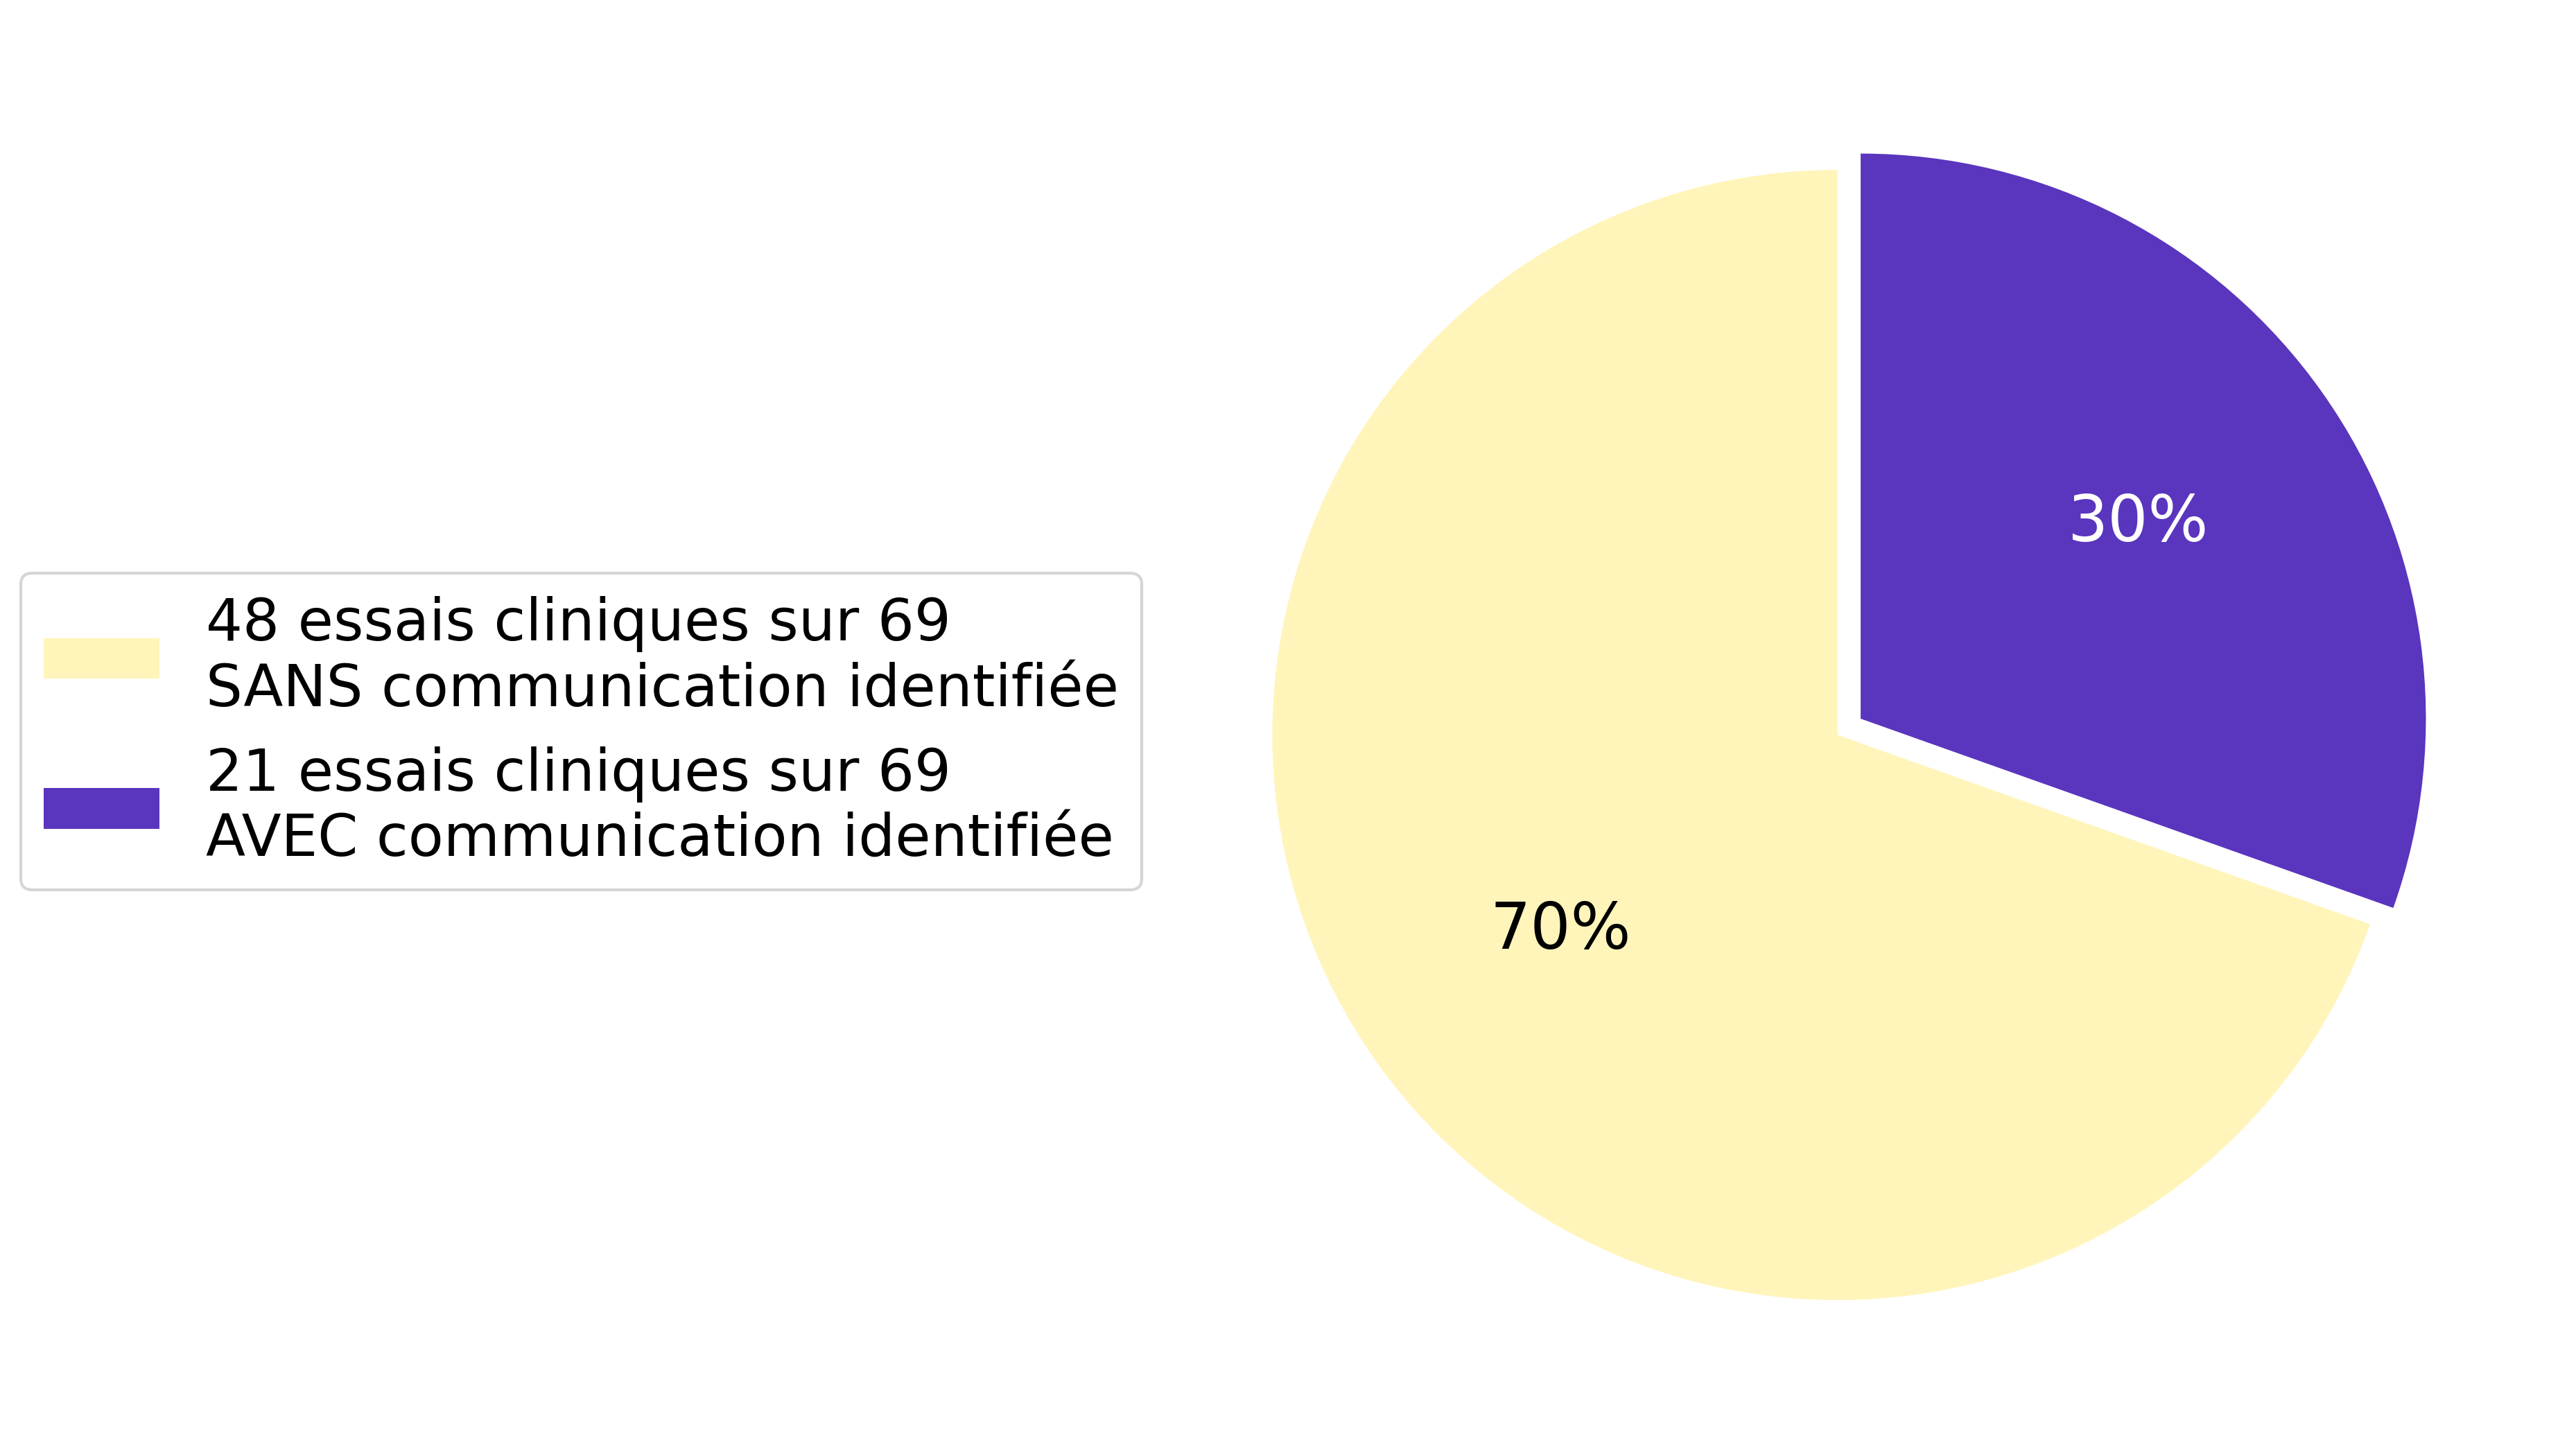 48 essais cliniques sur 69
SANS communication identifiée
21 essais cliniques sur 69
AVEC communication identifiée
30%
70%